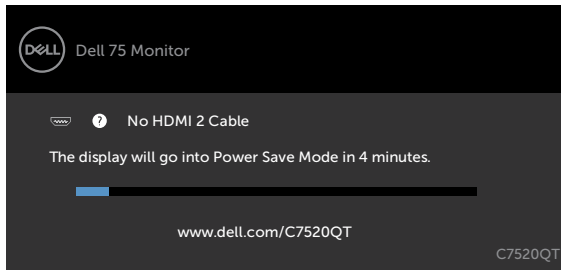 DELL
Dell 75 Monitor
? No HDMI 2 Cable
The display will go into Power Save Mode in 4 minutes.
www.dell.com/C7520QT
C7520QT